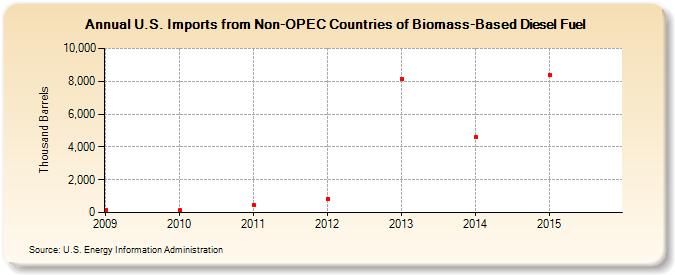 Annual U.S. Imports from Non-OPEC Countries of Biomass-Based Diesel Fuel
Thousand Barrels
10,000
8,000
6,000
4,000
2,000
0
2009 2010 2011 2012 2013 2014 2015
Source: U.S. Energy Information Administration